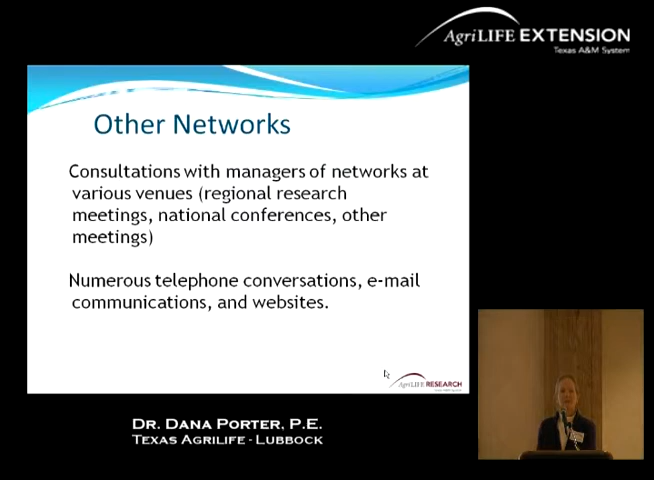 AgriLIFE EXTENSION
Texas A&M System
Other Networks
Consultations with managers of networks at
various venues (regional research
meetings, national conferences, other
meetings)
Numerous telephone conversations, e-mail
communications, and websites.
AgriLIFE RESEARCH
DR. DANA PORTER, P.E.
TEXAS AGRILIFE - LUBBOCK